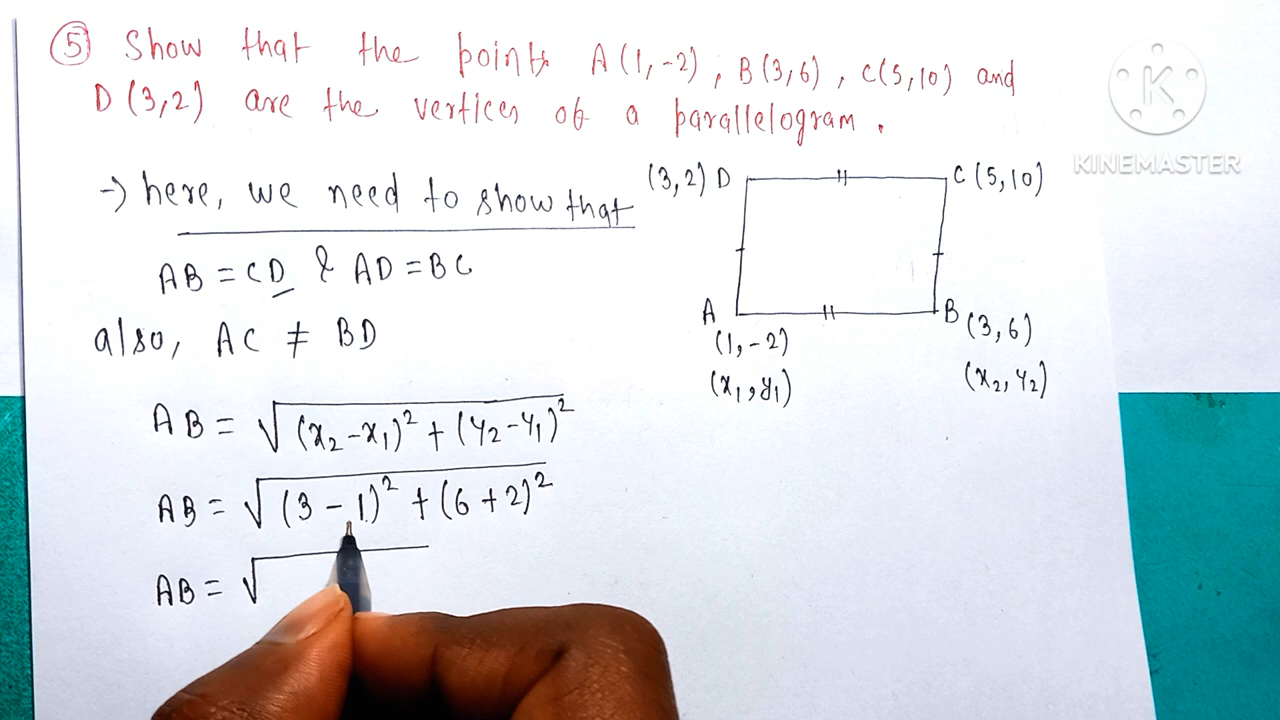 ⑤ Show that the points A(1,-2), B(3,6), C(5,10) and
D(3,2) are the vertices of a parallelogram.
→ here, we need to show that
AB = CD & AD = BC
also, AC ≠ BD
AB = √(x₂-x₁)² + (y₂-y₁)²
AB = √(3-1)² + (6+2)²
AB = √
(3,2) D
C (5,10)
A
B (3,6)
(1,-2)
(x₁,y₁)
(x₂,y₂)
K
KINEMASTER